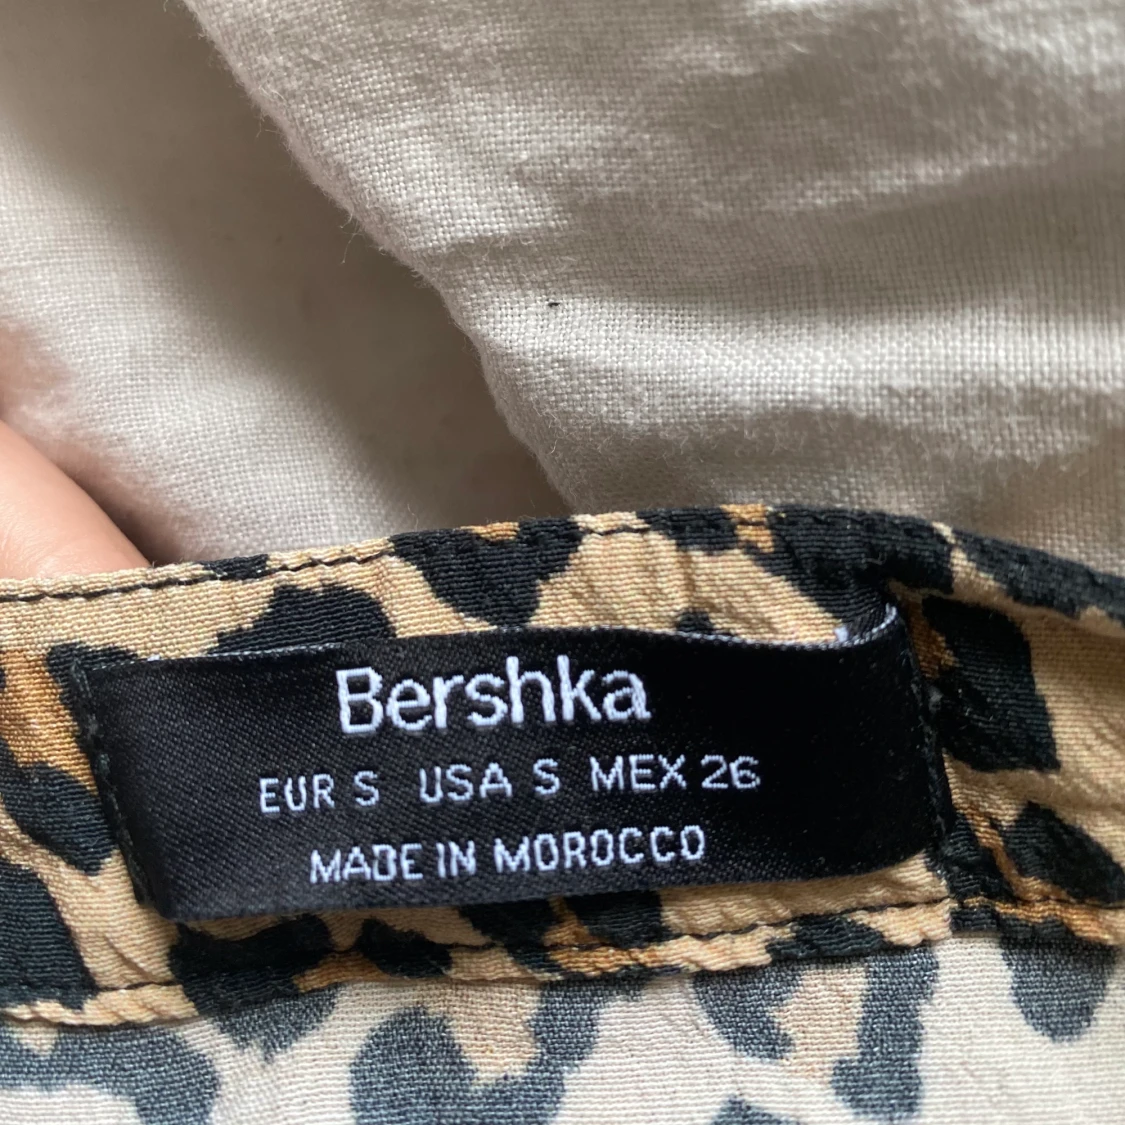 Bershka
EUR S USA S MEX 26
MADE IN MOROCCO